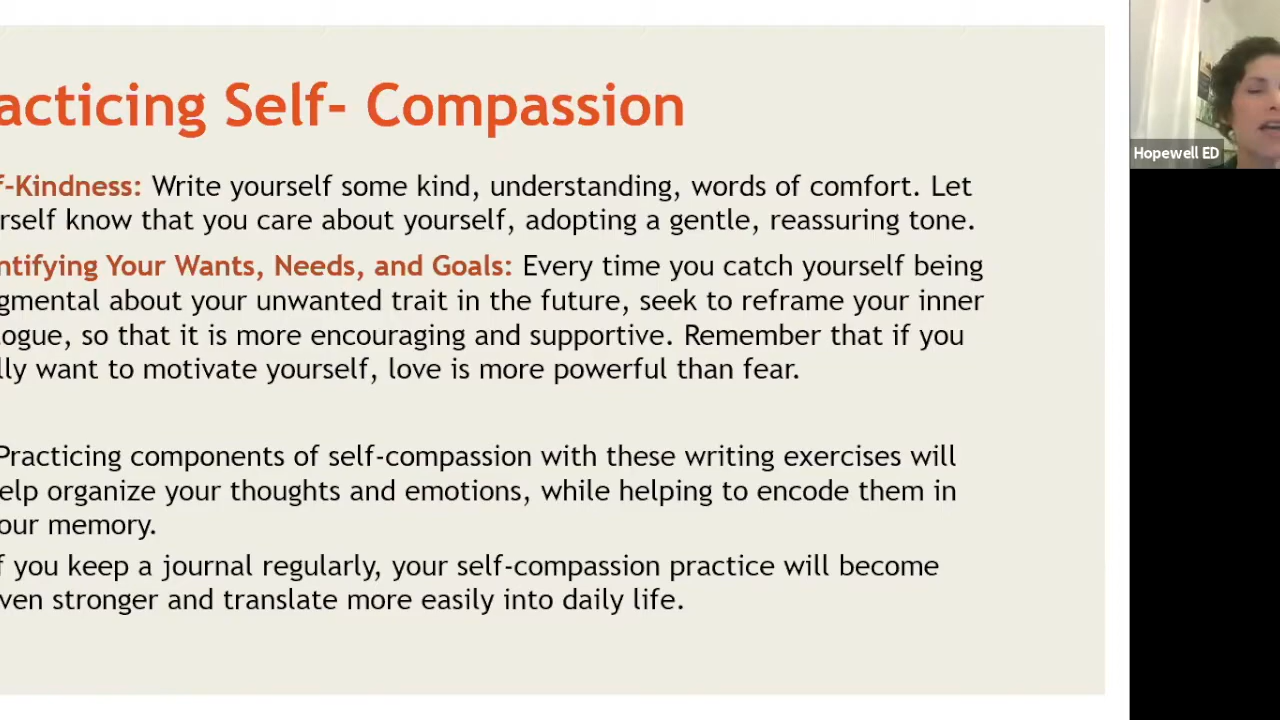 acticing Self- Compassion
f-Kindness: Write yourself some kind, understanding, words of comfort. Let
rself know that you care about yourself, adopting a gentle, reassuring tone.
ntifying Your Wants, Needs, and Goals: Every time you catch yourself being
gmental about your unwanted trait in the future, seek to reframe your inner
ogue, so that it is more encouraging and supportive. Remember that if you
lly want to motivate yourself, love is more powerful than fear.
Practicing components of self-compassion with these writing exercises will
elp organize your thoughts and emotions, while helping to encode them in
our memory.
f you keep a journal regularly, your self-compassion practice will become
ven stronger and translate more easily into daily life.
Hopewell ED